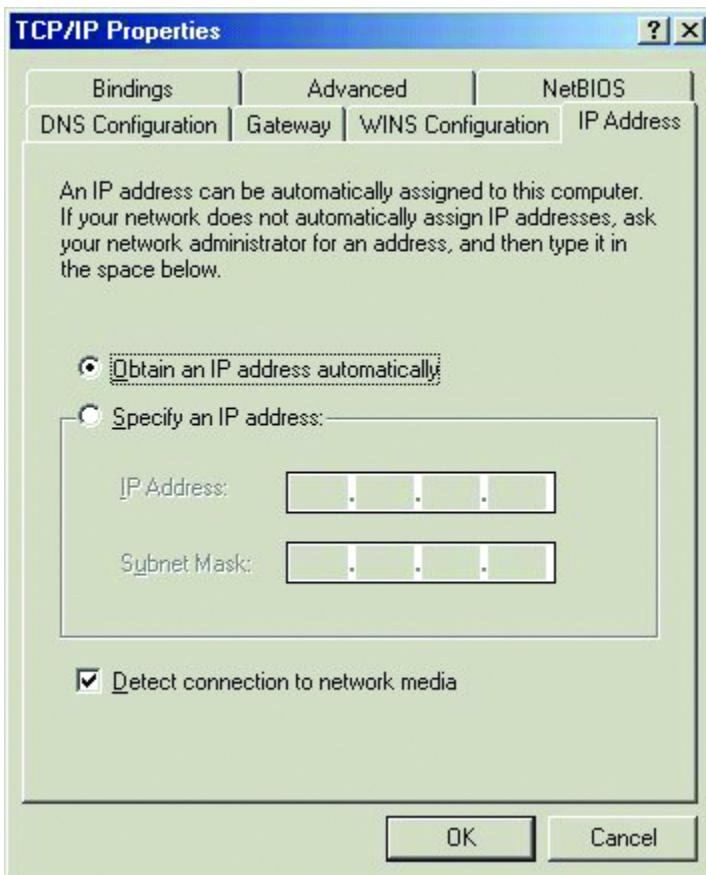 TCP/IP Properties
Bindings
Advanced
NetBIOS
DNS Configuration
Gateway
WINS Configuration
IP Address
An IP address can be automatically assigned to this computer.
If your network does not automatically assign IP addresses, ask
your network administrator for an address, and then type it in
the space below.
Obtain an IP address automatically
Specify an IP address:
IP Address:
. . .
Subnet Mask:
. . .
Detect connection to network media
OK
Cancel